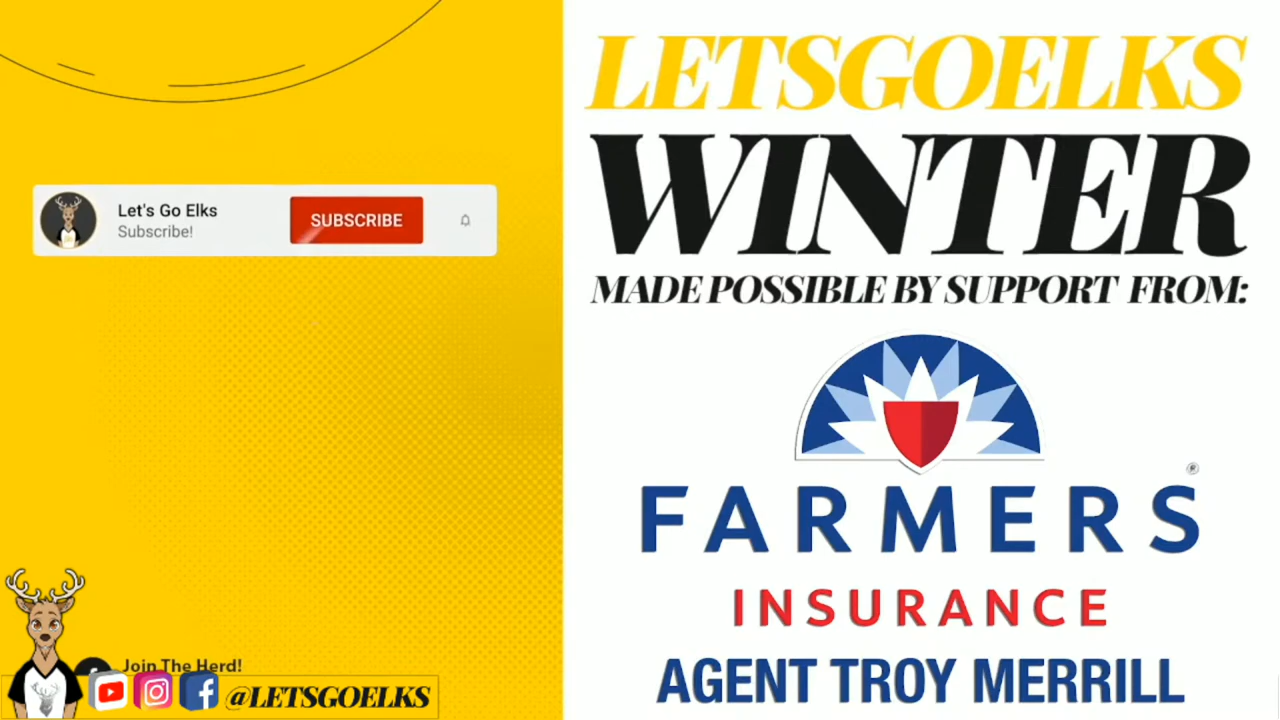 LETSGOELKS
WINTER
MADE POSSIBLE BY SUPPORT FROM:
Let's Go Elks
Subscribe!
SUBSCRIBE
®
FARMERS
INSURANCE
AGENT TROY MERRILL
Join The Herd!
@LETSGOELKS